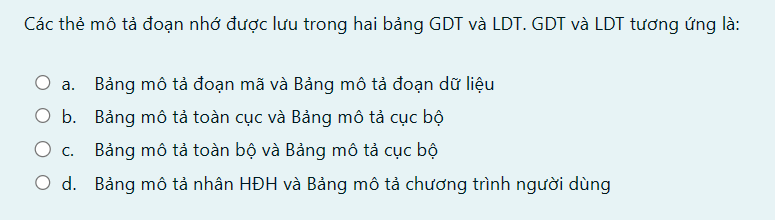 Các thẻ mô tả đoạn nhớ được lưu trong hai bảng GDT và LDT. GDT và LDT tương ứng là:
a. Bảng mô tả đoạn mã và Bảng mô tả đoạn dữ liệu
b. Bảng mô tả toàn cục và Bảng mô tả cục bộ
c. Bảng mô tả toàn bộ và Bảng mô tả cục bộ
d. Bảng mô tả nhân HĐH và Bảng mô tả chương trình người dùng